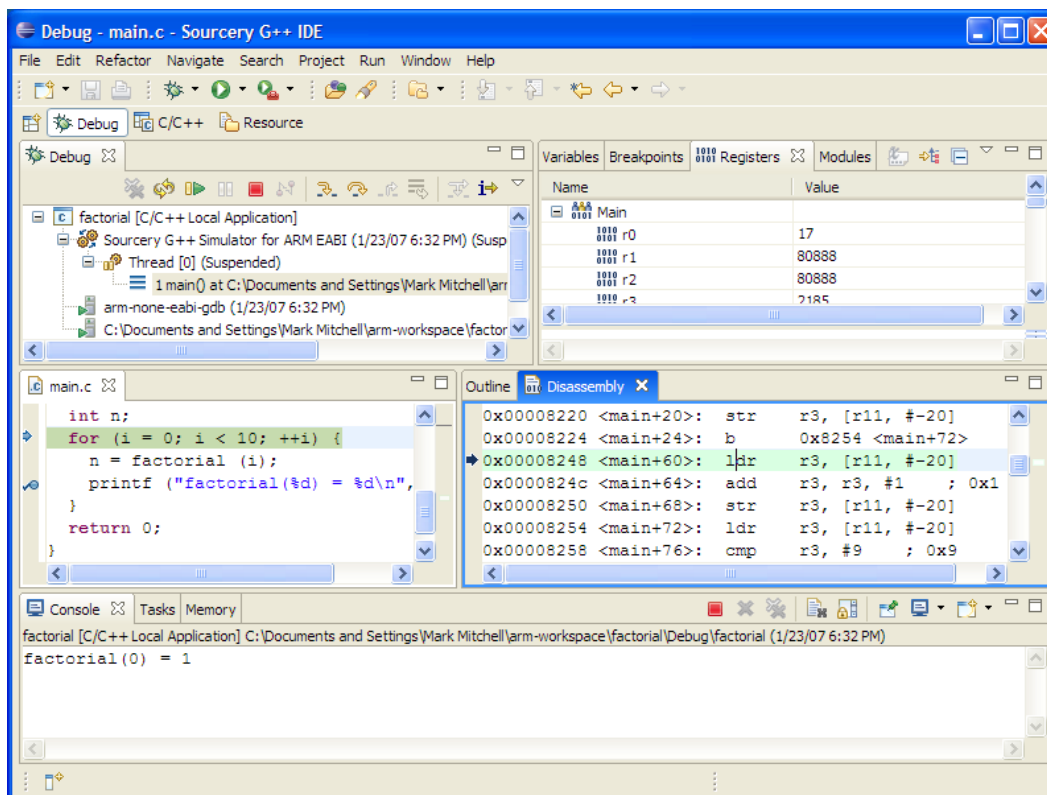 Debug - main.c - Sourcery G++ IDE
File Edit Refactor Navigate Search Project Run Window Help
Debug C/C++ Resource
Debug
factorial [C/C++ Local Application]
Sourcery G++ Simulator for ARM EABI (1/23/07 6:32 PM) (Susp
Thread [0] (Suspended)
1 main() at C:\Documents and Settings\Mark Mitchell\arr
arm-none-eabi-gdb (1/23/07 6:32 PM)
C:\Documents and Settings\Mark Mitchell\arm-workspace\factor
Variables Breakpoints Registers Modules
Name Value
Main
r0 17
r1 80888
r2 80888
r3 2185
main.c
int n;
for (i = 0; i < 10; ++i) {
n = factorial (i);
printf ("factorial(%d) = %d\n",
}
return 0;
}
Outline Disassembly
0x00008220 <main+20>: str r3, [r11, #-20]
0x00008224 <main+24>: b 0x8254 <main+72>
0x00008248 <main+60>: ldr r3, [r11, #-20]
0x0000824c <main+64>: add r3, r3, #1 ; 0x1
0x00008250 <main+68>: str r3, [r11, #-20]
0x00008254 <main+72>: ldr r3, [r11, #-20]
0x00008258 <main+76>: cmp r3, #9 ; 0x9
Console Tasks Memory
factorial [C/C++ Local Application] C:\Documents and Settings\Mark Mitchell\arm-workspace\factorial\Debug\factorial (1/23/07 6:32 PM)
factorial(0) = 1